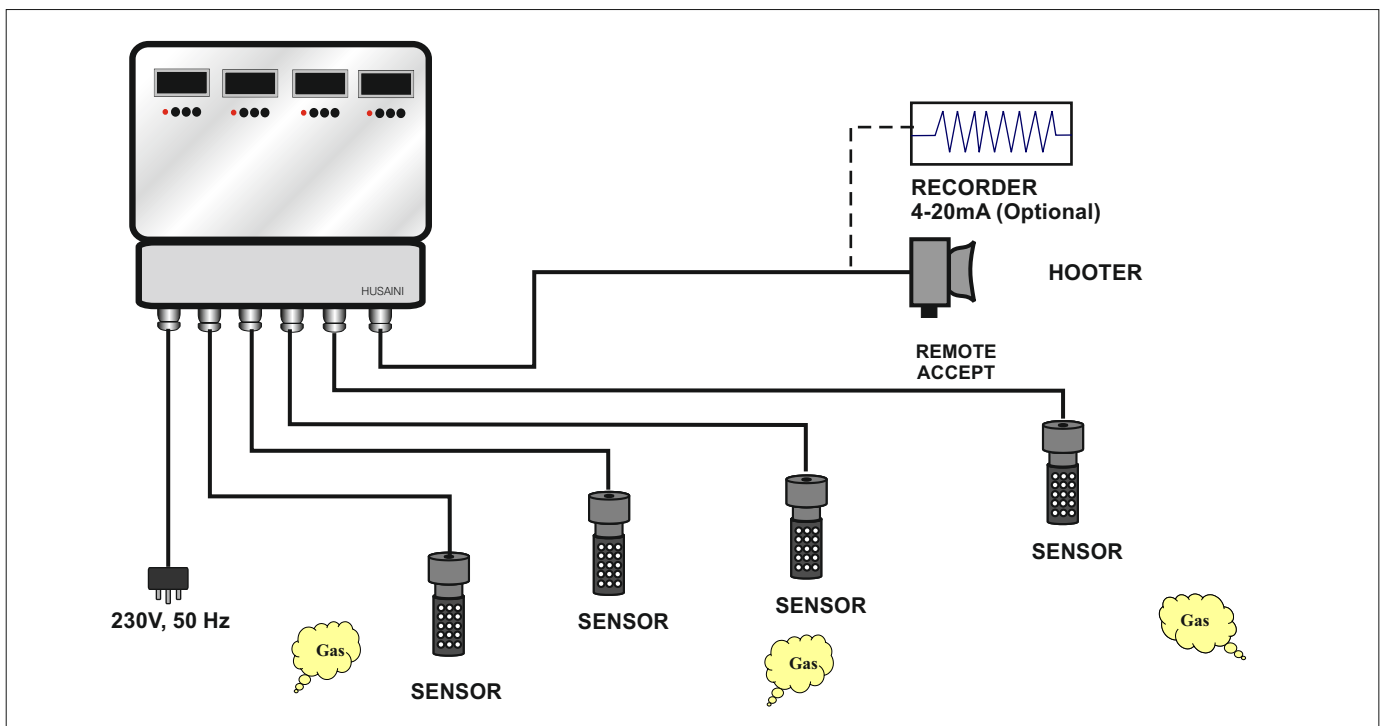 HUSAINI
RECORDER
4-20mA (Optional)
HOOTER
REMOTE
ACCEPT
SENSOR
SENSOR
SENSOR
SENSOR
230V, 50 Hz
Gas
Gas
Gas